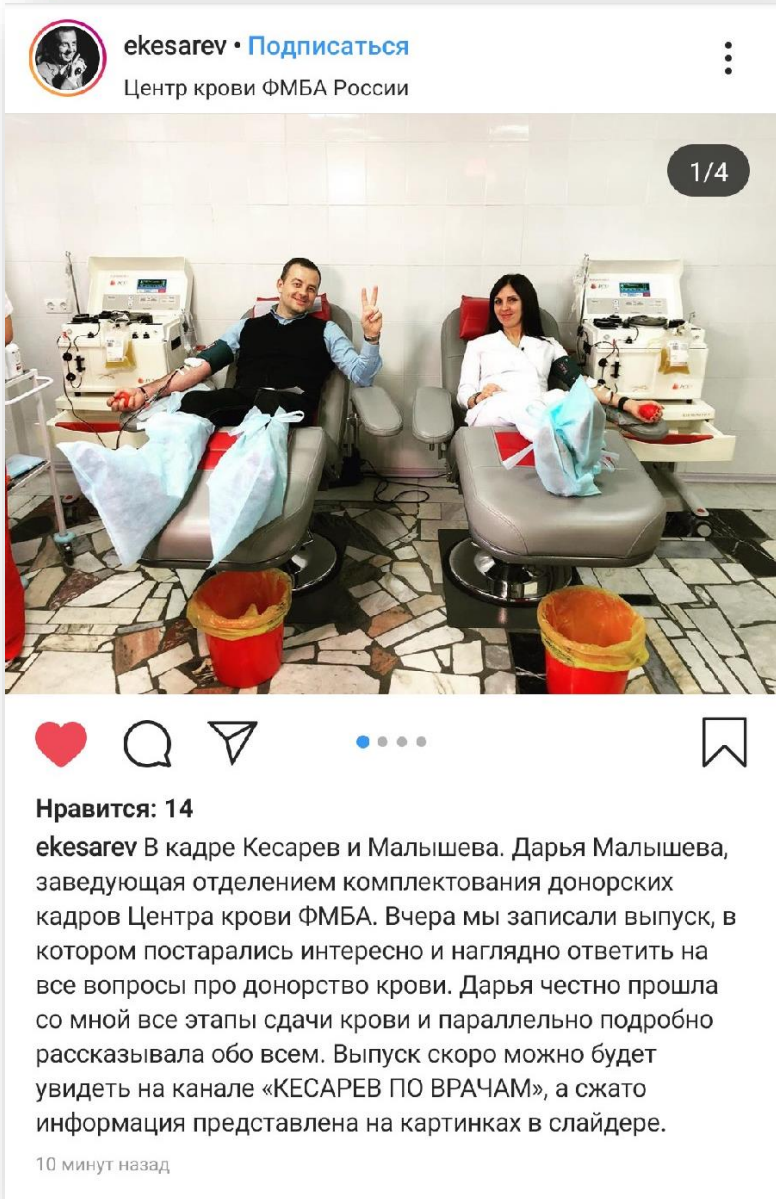 ekesarev • Подписаться
Центр крови ФМБА России
1/4
Нравится: 14
ekesarev В кадре Кесарев и Малышева. Дарья Малышева,
заведующая отделением комплектования донорских
кадров Центра крови ФМБА. Вчера мы записали выпуск, в
котором постарались интересно и наглядно ответить на
все вопросы про донорство крови. Дарья честно прошла
со мной все этапы сдачи крови и параллельно подробно
рассказывала обо всем. Выпуск скоро можно будет
увидеть на канале «КЕСАРЕВ ПО ВРАЧАМ», а сжато
информация представлена на картинках в слайдере.
10 минут назад